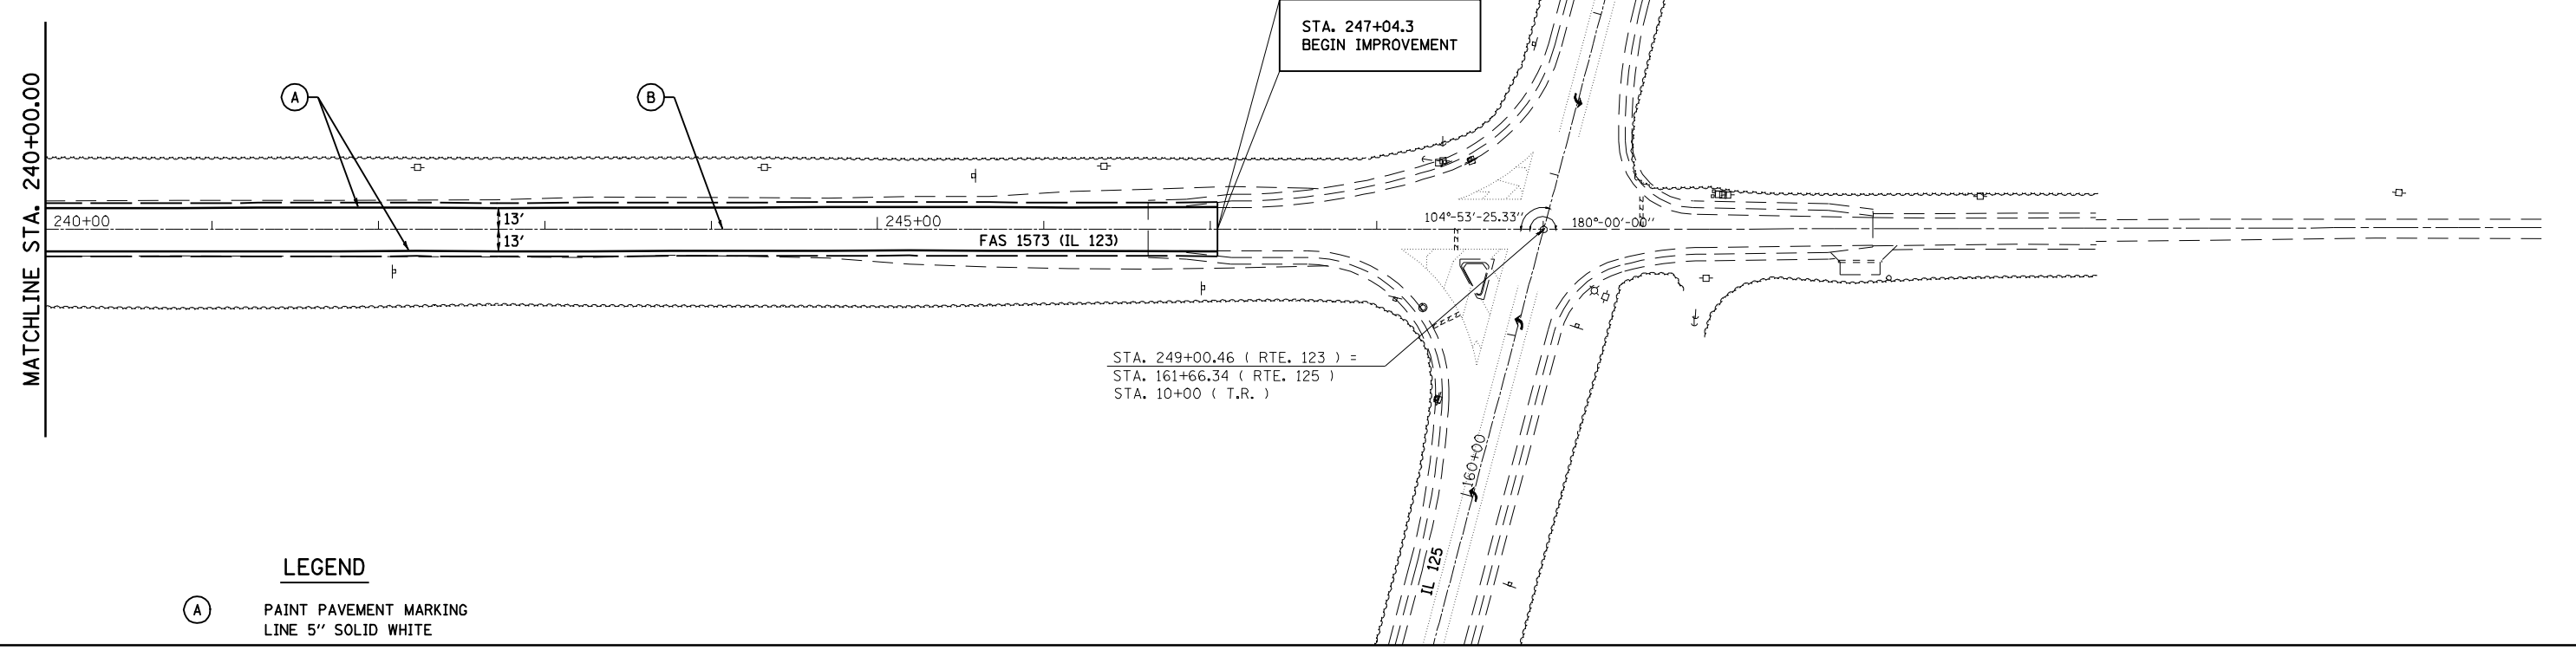 MATCHLINE STA. 240+00.00
STA. 247+04.3
BEGIN IMPROVEMENT
A
B
240+00
13'
13'
245+00
FAS 1573 (IL 123)
104°-53'-25.33''
180°-00'-00''
STA. 249+00.46 ( RTE. 123 ) =
STA. 161+66.34 ( RTE. 125 )
STA. 10+00 ( T.R. )
160+00
IL 125
LEGEND
A
PAINT PAVEMENT MARKING
LINE 5'' SOLID WHITE